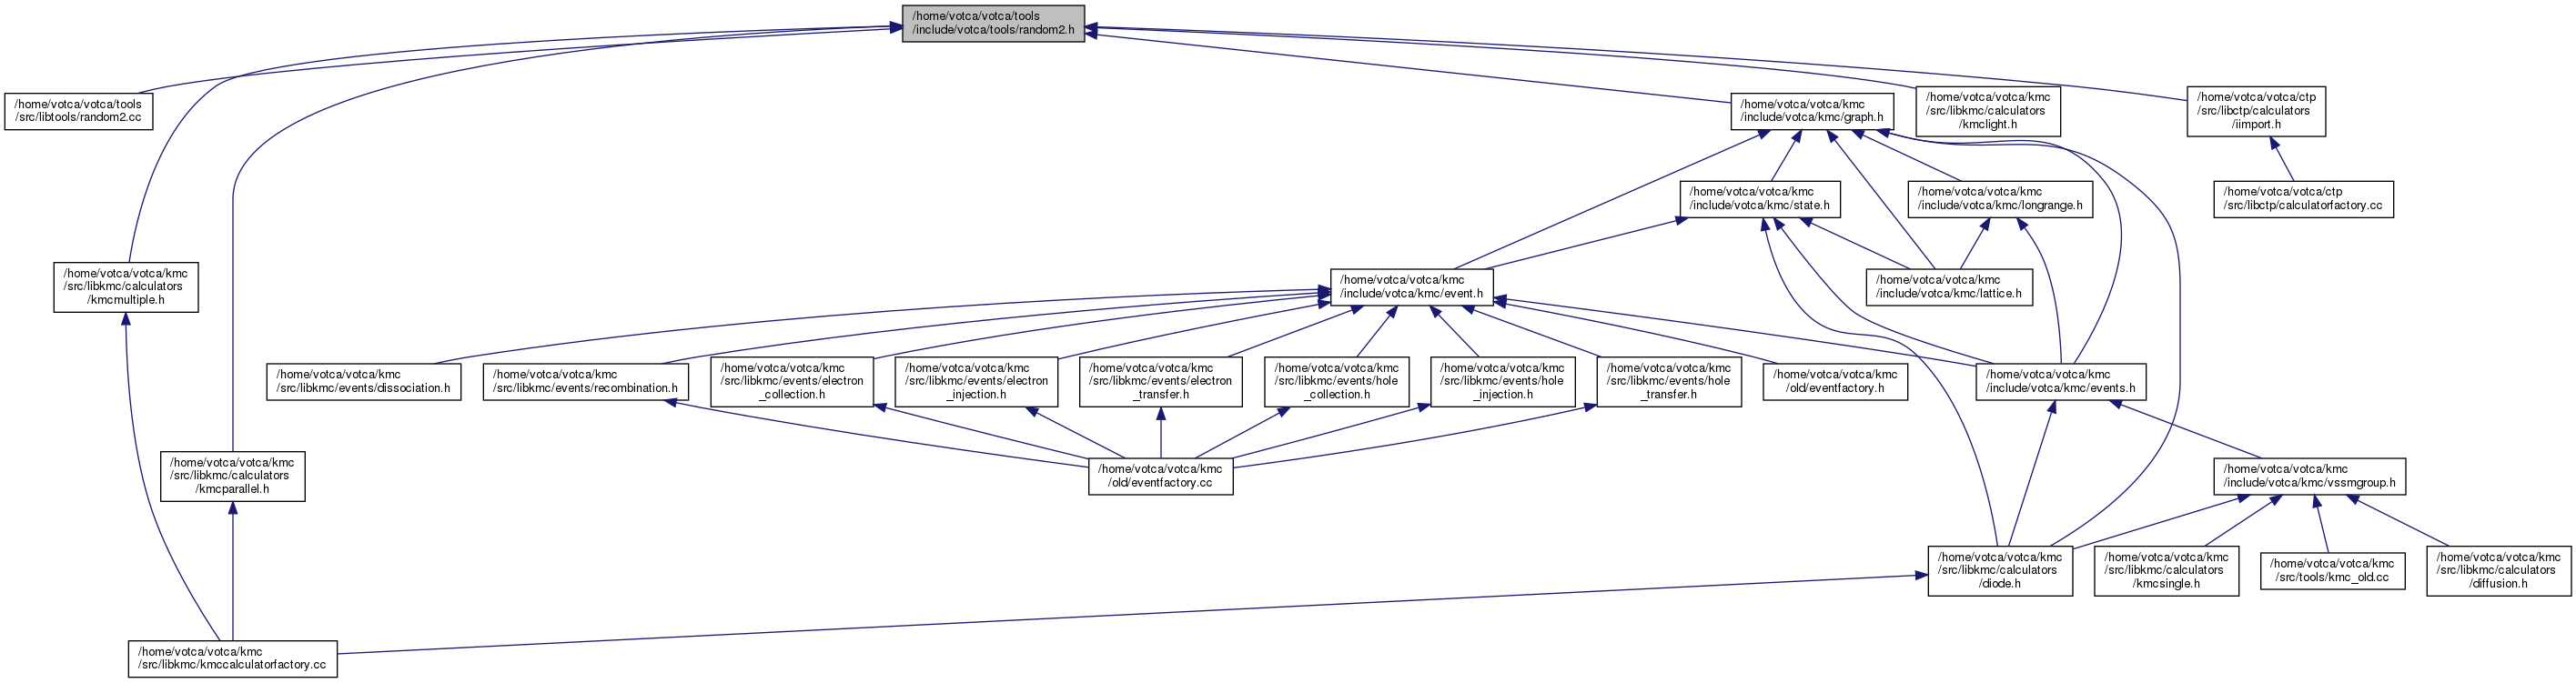 /home/votca/votca/tools
/include/votca/tools/random2.h
/home/votca/votca/tools
/src/libtools/random2.cc
/home/votca/votca/kmc
/include/votca/kmc/graph.h
/home/votca/votca/kmc
/src/libkmc/calculators
/kmclight.h
/home/votca/votca/ctp
/src/libctp/calculators
/iimport.h
/home/votca/votca/kmc
/include/votca/kmc/state.h
/home/votca/votca/kmc
/include/votca/kmc/longrange.h
/home/votca/votca/ctp
/src/libctp/calculatorfactory.cc
/home/votca/votca/kmc
/src/libkmc/calculators
/kmcmultiple.h
/home/votca/votca/kmc
/include/votca/kmc/event.h
/home/votca/votca/kmc
/include/votca/kmc/lattice.h
/home/votca/votca/kmc
/src/libkmc/events/dissociation.h
/home/votca/votca/kmc
/src/libkmc/events/recombination.h
/home/votca/votca/kmc
/src/libkmc/events/electron
_collection.h
/home/votca/votca/kmc
/src/libkmc/events/electron
_injection.h
/home/votca/votca/kmc
/src/libkmc/events/electron
_transfer.h
/home/votca/votca/kmc
/src/libkmc/events/hole
_collection.h
/home/votca/votca/kmc
/src/libkmc/events/hole
_injection.h
/home/votca/votca/kmc
/src/libkmc/events/hole
_transfer.h
/home/votca/votca/kmc
/old/eventfactory.h
/home/votca/votca/kmc
/include/votca/kmc/events.h
/home/votca/votca/kmc
/src/libkmc/calculators
/kmcparallel.h
/home/votca/votca/kmc
/old/eventfactory.cc
/home/votca/votca/kmc
/include/votca/kmc/vssmgroup.h
/home/votca/votca/kmc
/src/libkmc/calculators
/diode.h
/home/votca/votca/kmc
/src/libkmc/calculators
/kmcsingle.h
/home/votca/votca/kmc
/src/tools/kmc_old.cc
/home/votca/votca/kmc
/src/libkmc/calculators
/diffusion.h
/home/votca/votca/kmc
/src/libkmc/kmccalculatorfactory.cc